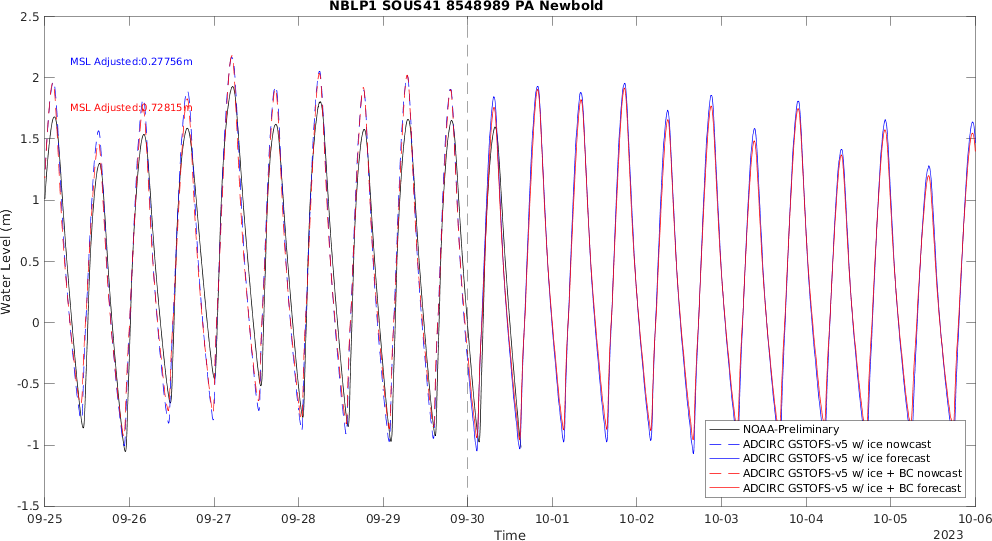 NBLP1 SOUS41 8548989 PA Newbold
2.5
2
1.5
1
0.5
0
-0.5
-1
-1.5
Water Level (m)
MSL Adjusted:0.27756m
MSL Adjusted:0.72815m
NOAA-Preliminary
ADCIRC GSTOFS-v5 w/ ice nowcast
ADCIRC GSTOFS-v5 w/ ice forecast
ADCIRC GSTOFS-v5 w/ ice + BC nowcast
ADCIRC GSTOFS-v5 w/ ice + BC forecast
09-25 09-26 09-27 09-28 09-29 09-30 10-01 10-02 10-03 10-04 10-05 10-06
Time
2023